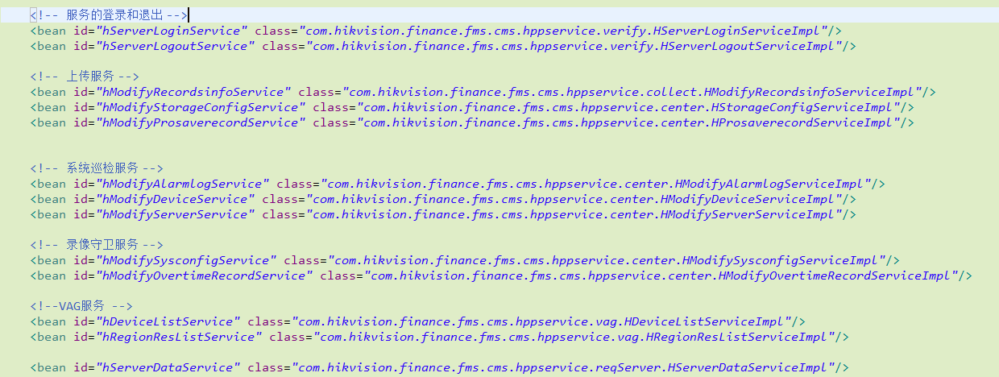 <!-- 服务的登录和退出 -->
<bean id="hServerLoginService" class="com.hikvision.finance.fms.cms.hppservice.verify.HServerLoginServiceImpl"/>
<bean id="hServerLogoutService" class="com.hikvision.finance.fms.cms.hppservice.verify.HServerLogoutServiceImpl"/>
<!-- 上传服务 -->
<bean id="hModifyRecordsinfoService" class="com.hikvision.finance.fms.cms.hppservice.collect.HModifyRecordsinfoServiceImpl"/>
<bean id="hModifyStorageConfigService" class="com.hikvision.finance.fms.cms.hppservice.center.HStorageConfigServiceImpl"/>
<bean id="hModifyProsaverecordService" class="com.hikvision.finance.fms.cms.hppservice.center.HProsaverecordServiceImpl"/>
<!-- 系统巡检服务 -->
<bean id="hModifyAlarmlogService" class="com.hikvision.finance.fms.cms.hppservice.center.HModifyAlarmlogServiceImpl"/>
<bean id="hModifyDeviceService" class="com.hikvision.finance.fms.cms.hppservice.center.HModifyDeviceServiceImpl"/>
<bean id="hModifyServerService" class="com.hikvision.finance.fms.cms.hppservice.center.HModifyServerServiceImpl"/>
<!-- 录像守卫服务 -->
<bean id="hModifySysconfigService" class="com.hikvision.finance.fms.cms.hppservice.center.HModifySysconfigServiceImpl"/>
<bean id="hModifyOvertimeRecordService" class="com.hikvision.finance.fms.cms.hppservice.center.HModifyOvertimeRecordServiceImpl"/>
<!--VAG服务 -->
<bean id="hDeviceListService" class="com.hikvision.finance.fms.cms.hppservice.vag.HDeviceListServiceImpl"/>
<bean id="hRegionResListService" class="com.hikvision.finance.fms.cms.hppservice.vag.HRegionResListServiceImpl"/>
<bean id="hServerDataService" class="com.hikvision.finance.fms.cms.hppservice.reqServer.HServerDataServiceImpl"/>